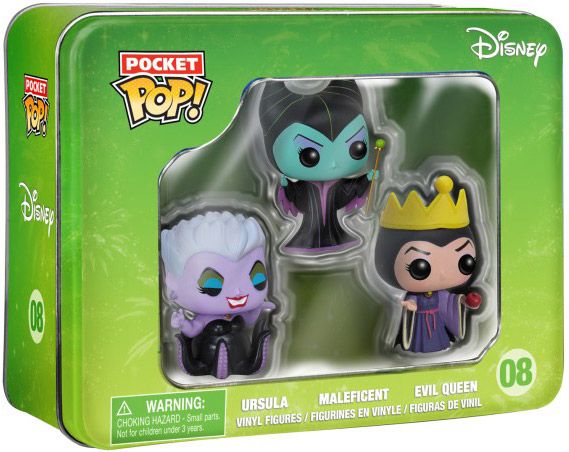 POCKET
POP!
Disney
08
POCKET
POP!
Disney
WARNING:
CHOKING HAZARD - Small parts.
Not for children under 3 years.
URSULA
MALEFICENT
EVIL QUEEN
VINYL FIGURES / FIGURINES EN VINYLE / FIGURAS DE VINIL
08